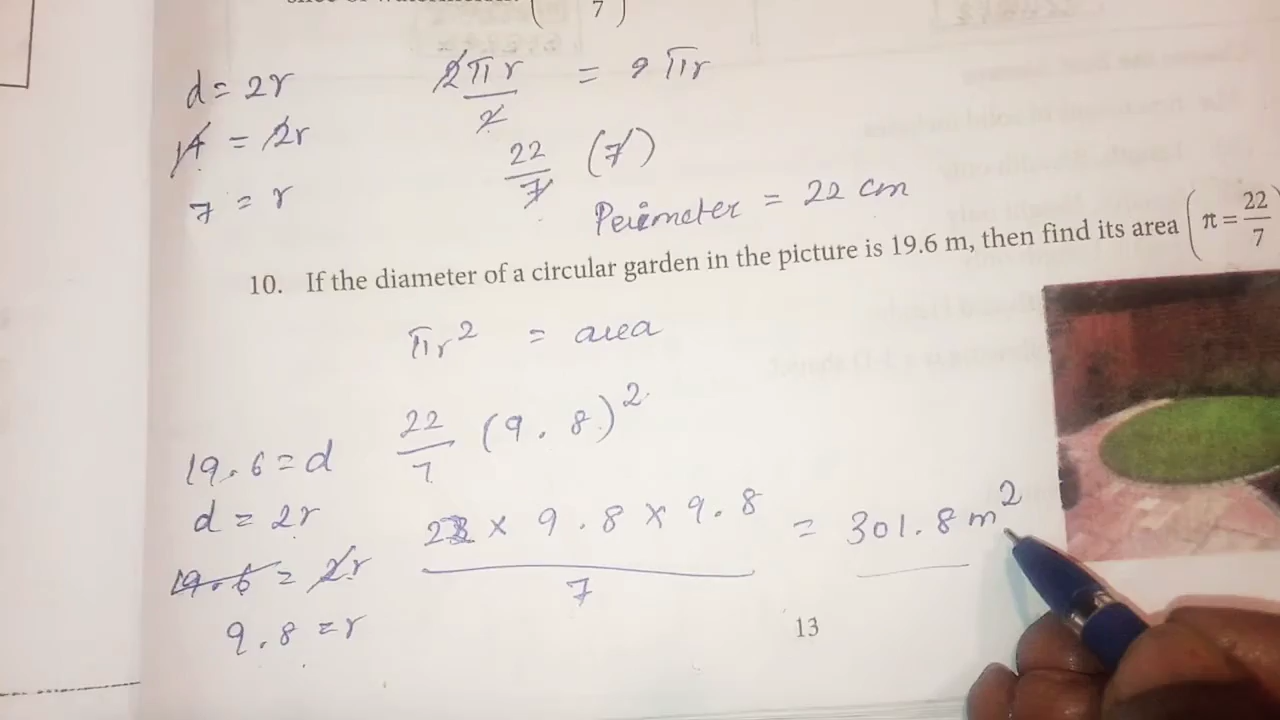 7
d = 2r
2πr/2 = 2πr
14 = 2r
22/7 (7)
7 = r
Perimeter = 22 cm
10. If the diameter of a circular garden in the picture is 19.6 m, then find its area (π = 22/7
πr² = area
22/7 (9.8)²
19.6 = d
d = 2r
22 × 9.8 × 9.8 / 7 = 301.8 m²
19.6 = 2r
9.8 = r
13